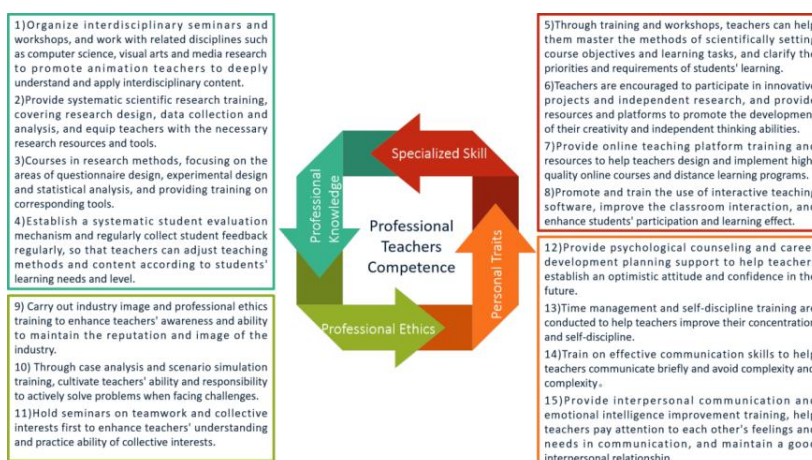 1)Organize interdisciplinary seminars and
workshops, and work with related disciplines such
as computer science, visual arts and media research
to promote animation teachers to deeply
understand and apply interdisciplinary content.
2)Provide systematic scientific research training,
covering research design, data collection and
analysis, and equip teachers with the necessary
research resources and tools.
3)Courses in research methods, focusing on the
areas of questionnaire design, experimental design
and statistical analysis, and providing training on
corresponding tools.
4)Establish a systematic student evaluation
mechanism and regularly collect student feedback
regularly, so that teachers can adjust teaching
methods and content according to students'
learning needs and level.
9) Carry out industry image and professional ethics
training to enhance teachers' awareness and ability
to maintain the reputation and image of the
industry.
10) Through case analysis and scenario simulation
training, cultivate teachers' ability and responsibility
to actively solve problems when facing challenges.
11)Hold seminars on teamwork and collective
interests first to enhance teachers' understanding
and practice ability of collective interests.
Specialized Skill
Professional
Knowledge
Professional
Teachers
Competence
Personal Traits
Professional Ethics
5)Through training and workshops, teachers can help
them master the methods of scientifically setting
course objectives and learning tasks, and clarify the
priorities and requirements of students' learning.
6)Teachers are encouraged to participate in innovative
projects and independent research, and provide
resources and platforms to promote the development
of their creativity and independent thinking abilities.
7)Provide online teaching platform training and
resources to help teachers design and implement high-
quality online courses and distance learning programs.
8)Promote and train the use of interactive teaching
software, improve the classroom interaction, and
enhance students' participation and learning effect.
12)Provide psychological counseling and career
development planning support to help teachers
establish an optimistic attitude and confidence in the
future.
13)Time management and self-discipline training are
conducted to help teachers improve their concentration
and self-discipline.
14)Train on effective communication skills to help
teachers communicate briefly and avoid complexity and
complexity。
15)Provide interpersonal communication and
emotional intelligence improvement training, help
teachers pay attention to each other's feelings and
needs in communication, and maintain a good
interpersonal relationship.